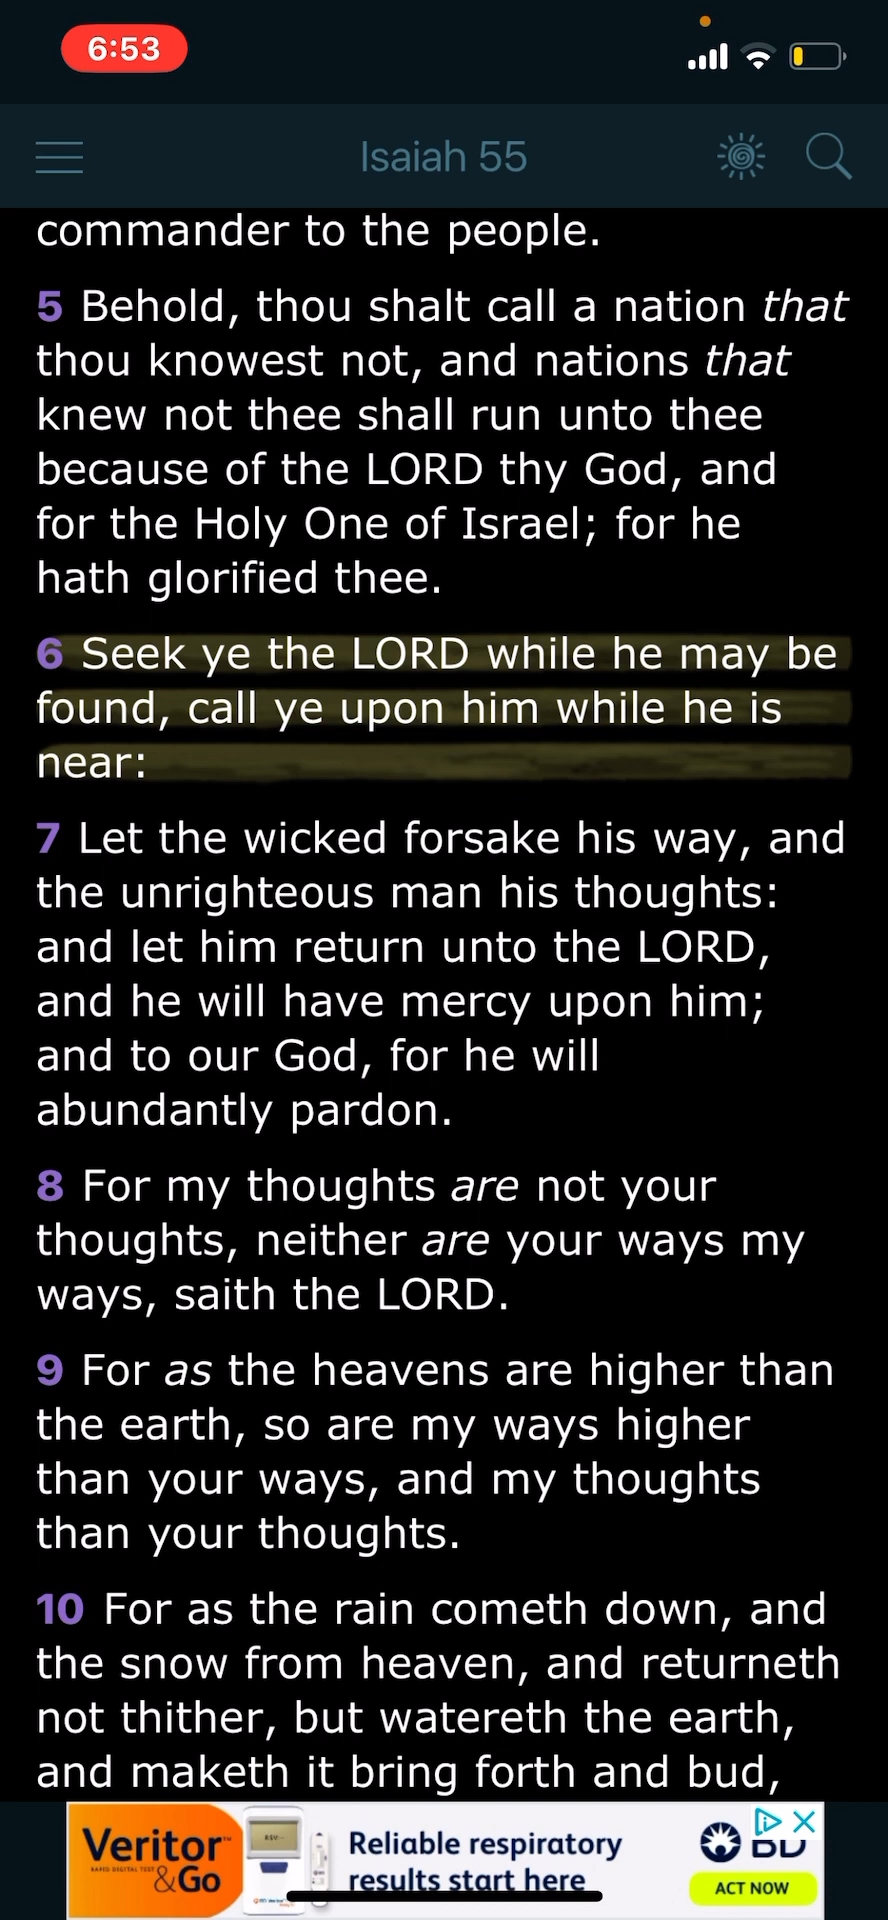 6:53
Isaiah 55
commander to the people.
5 Behold, thou shalt call a nation that
thou knowest not, and nations that
knew not thee shall run unto thee
because of the LORD thy God, and
for the Holy One of Israel; for he
hath glorified thee.
6 Seek ye the LORD while he may be
found, call ye upon him while he is
near:
7 Let the wicked forsake his way, and
the unrighteous man his thoughts:
and let him return unto the LORD,
and he will have mercy upon him;
and to our God, for he will
abundantly pardon.
8 For my thoughts are not your
thoughts, neither are your ways my
ways, saith the LORD.
9 For as the heavens are higher than
the earth, so are my ways higher
than your ways, and my thoughts
than your thoughts.
10 For as the rain cometh down, and
the snow from heaven, and returneth
not thither, but watereth the earth,
and maketh it bring forth and bud,
Veritor™
RAPID DIGITAL TEST
&Go
Reliable respiratory
results start here
BD
ACT NOW